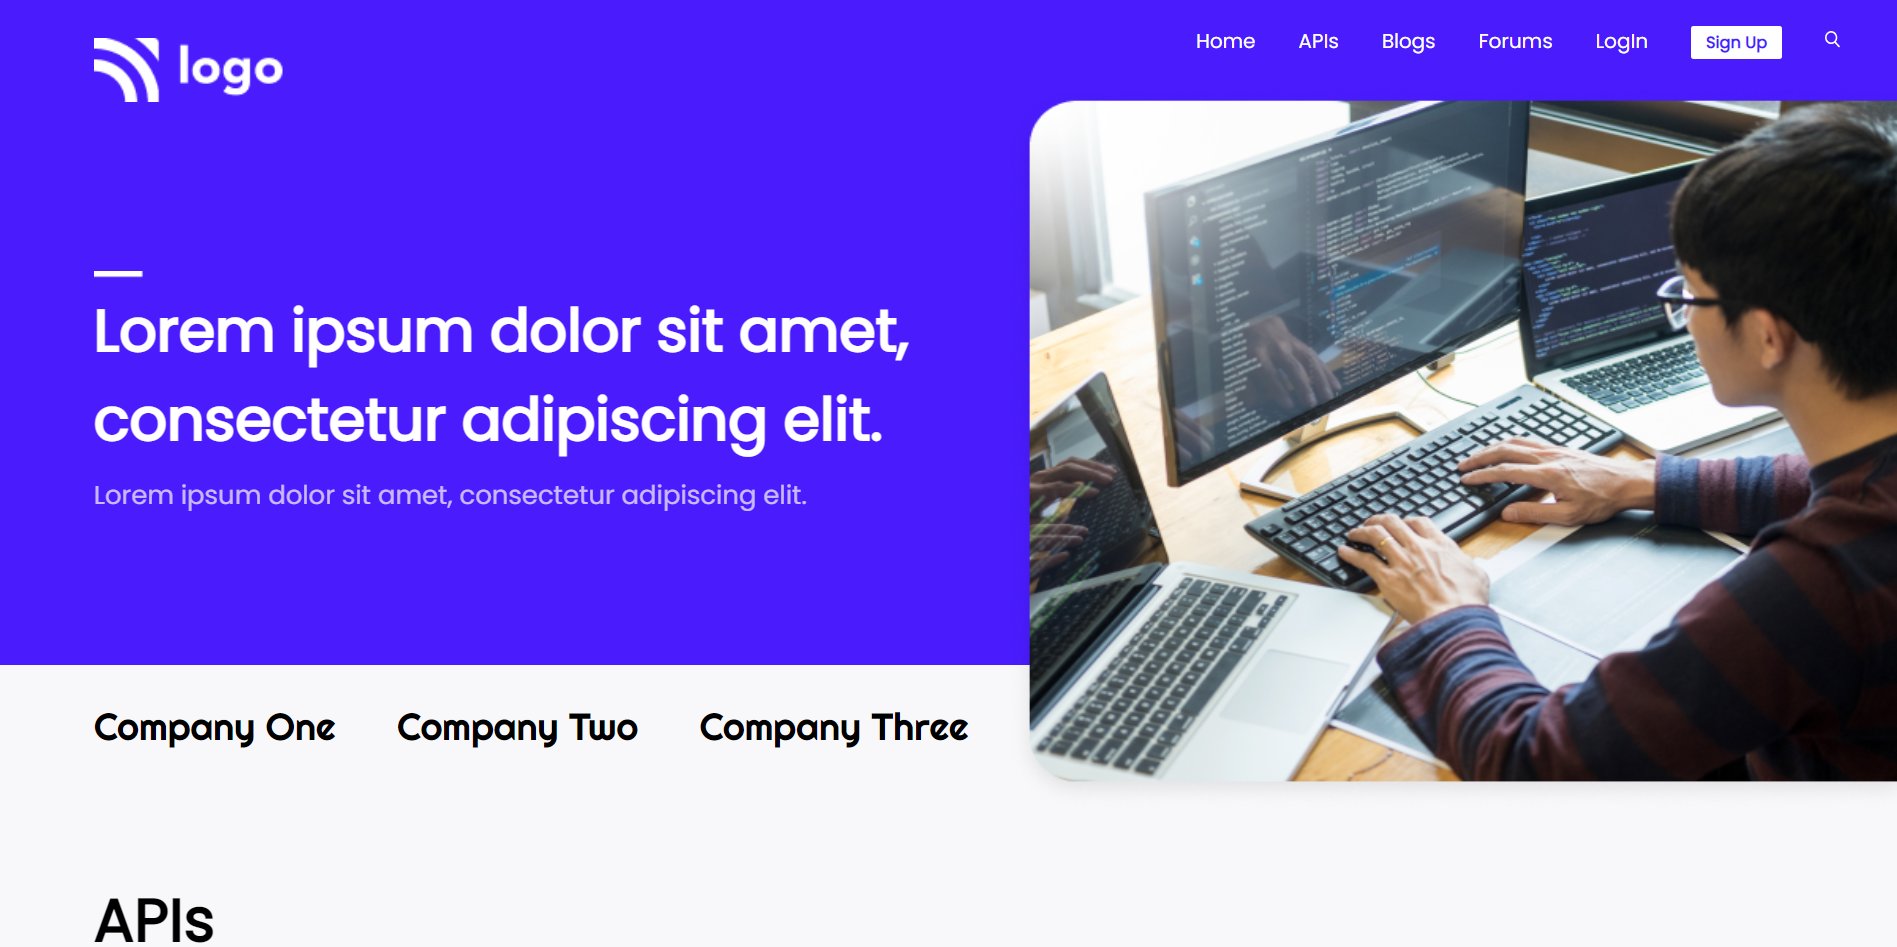 logo
Home APIs Blogs Forums LogIn Sign Up
Lorem ipsum dolor sit amet,
consectetur adipiscing elit.
Lorem ipsum dolor sit amet, consectetur adipiscing elit.
Company One Company Two Company Three
APIs